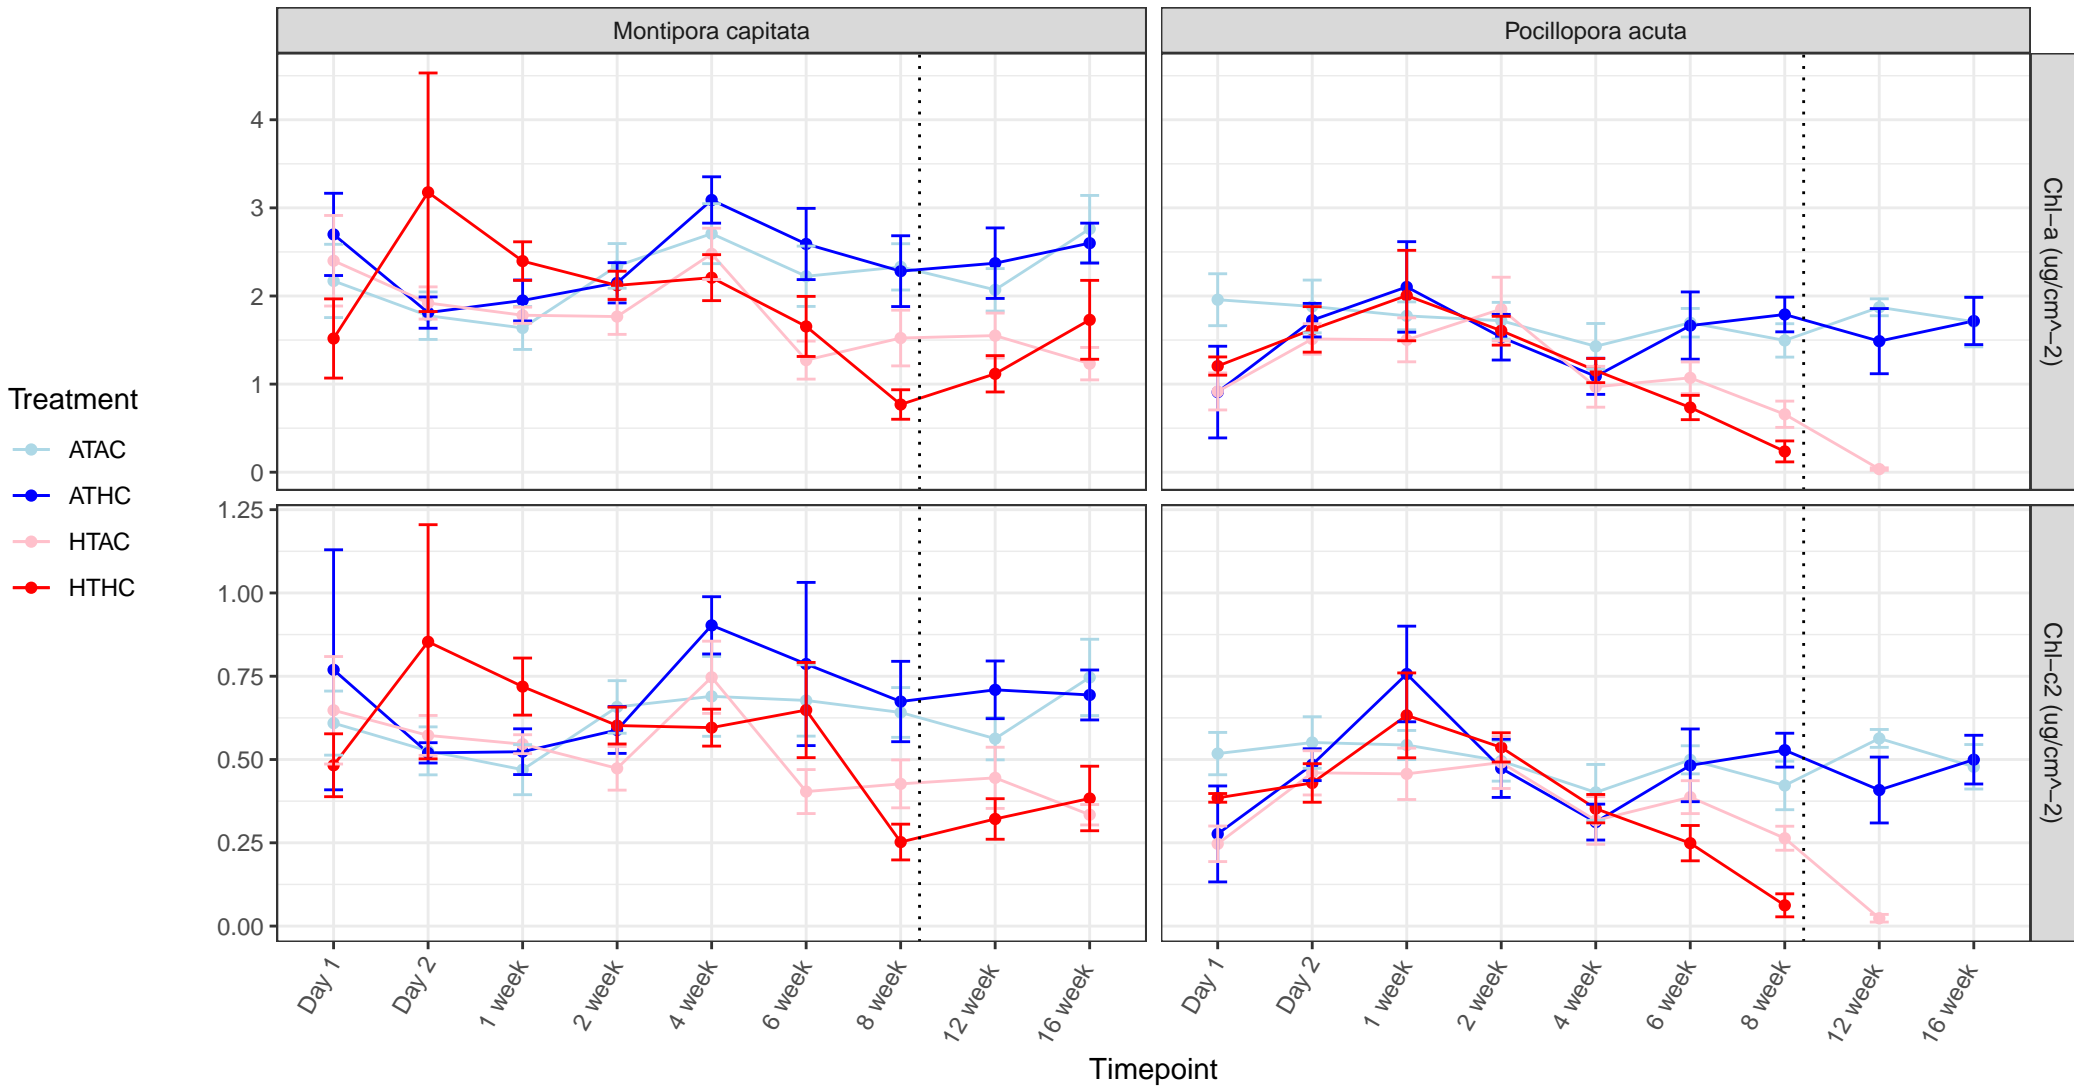 Montipora capitata
Pocillopora acuta
4
3
2
1
0
Chl−a (ug/cm^−2)
1.25
1.00
0.75
0.50
0.25
0.00
Chl−c2 (ug/cm^−2)
Treatment
ATAC
ATHC
HTAC
HTHC
Day 1
Day 2
1 week
2 week
4 week
6 week
8 week
12 week
16 week
Day 1
Day 2
1 week
2 week
4 week
6 week
8 week
12 week
16 week
Timepoint